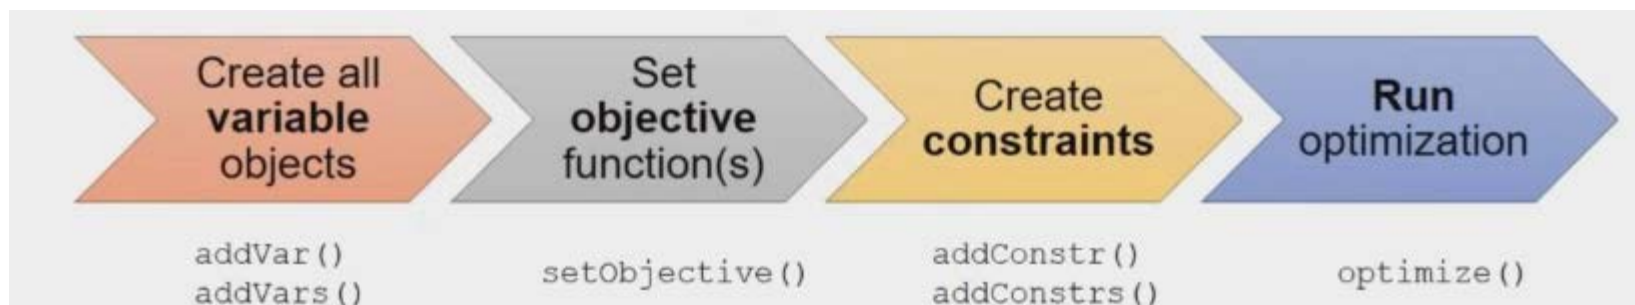 Create all
variable
objects
Set
objective
function(s)
Create
constraints
Run
optimization
addVar()
addVars()
setObjective()
addConstr()
addConstrs()
optimize()